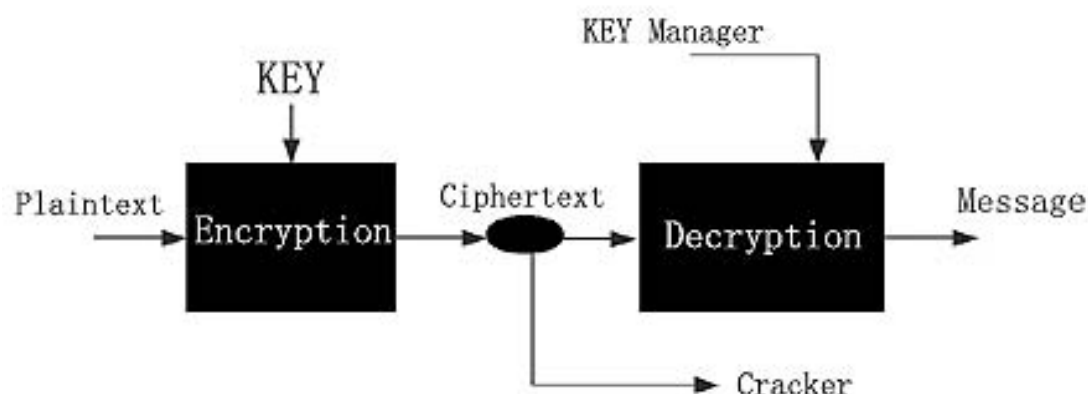 KEY Manager
KEY
Plaintext
Encryption
Ciphertext
Decryption
Message
Cracker